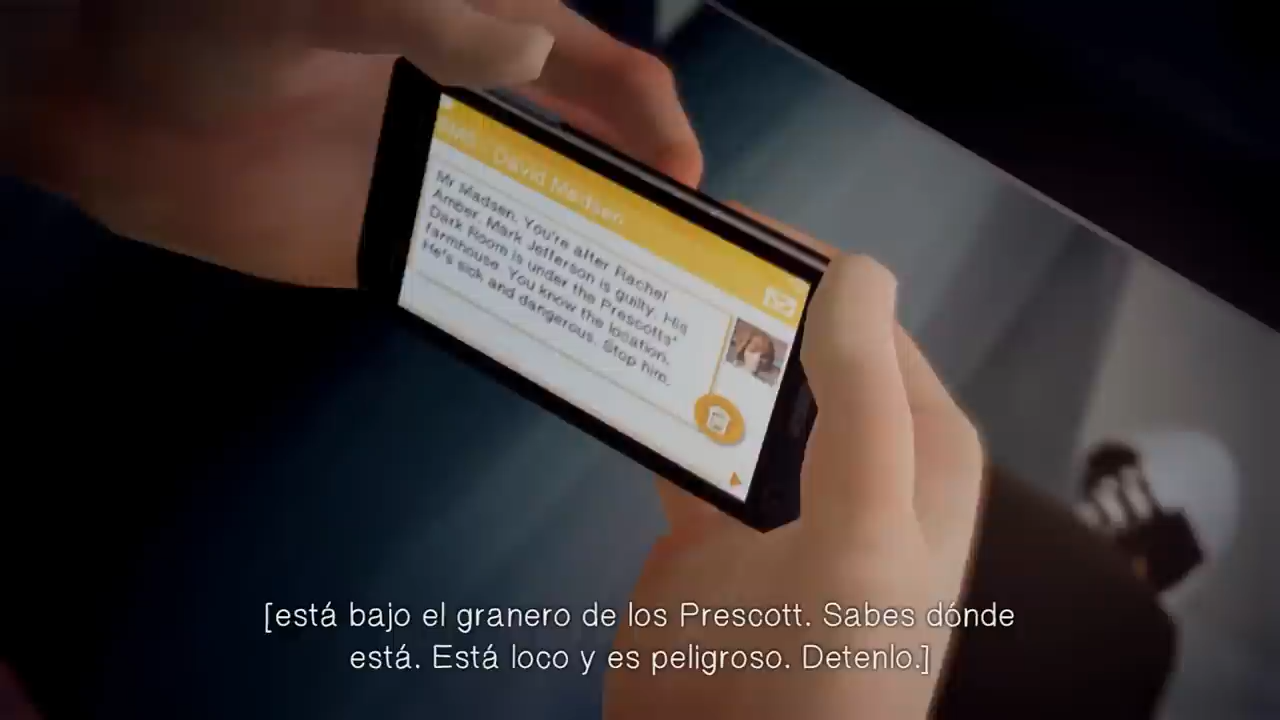 SMS - David Madsen
Mr Madsen. You're after Rachel
Amber. Mark Jefferson is guilty. His
Dark Room is under the Prescotts'
farmhouse. You know the location.
He's sick and dangerous. Stop him.
[está bajo el granero de los Prescott. Sabes dónde
está. Está loco y es peligroso. Detenlo.]